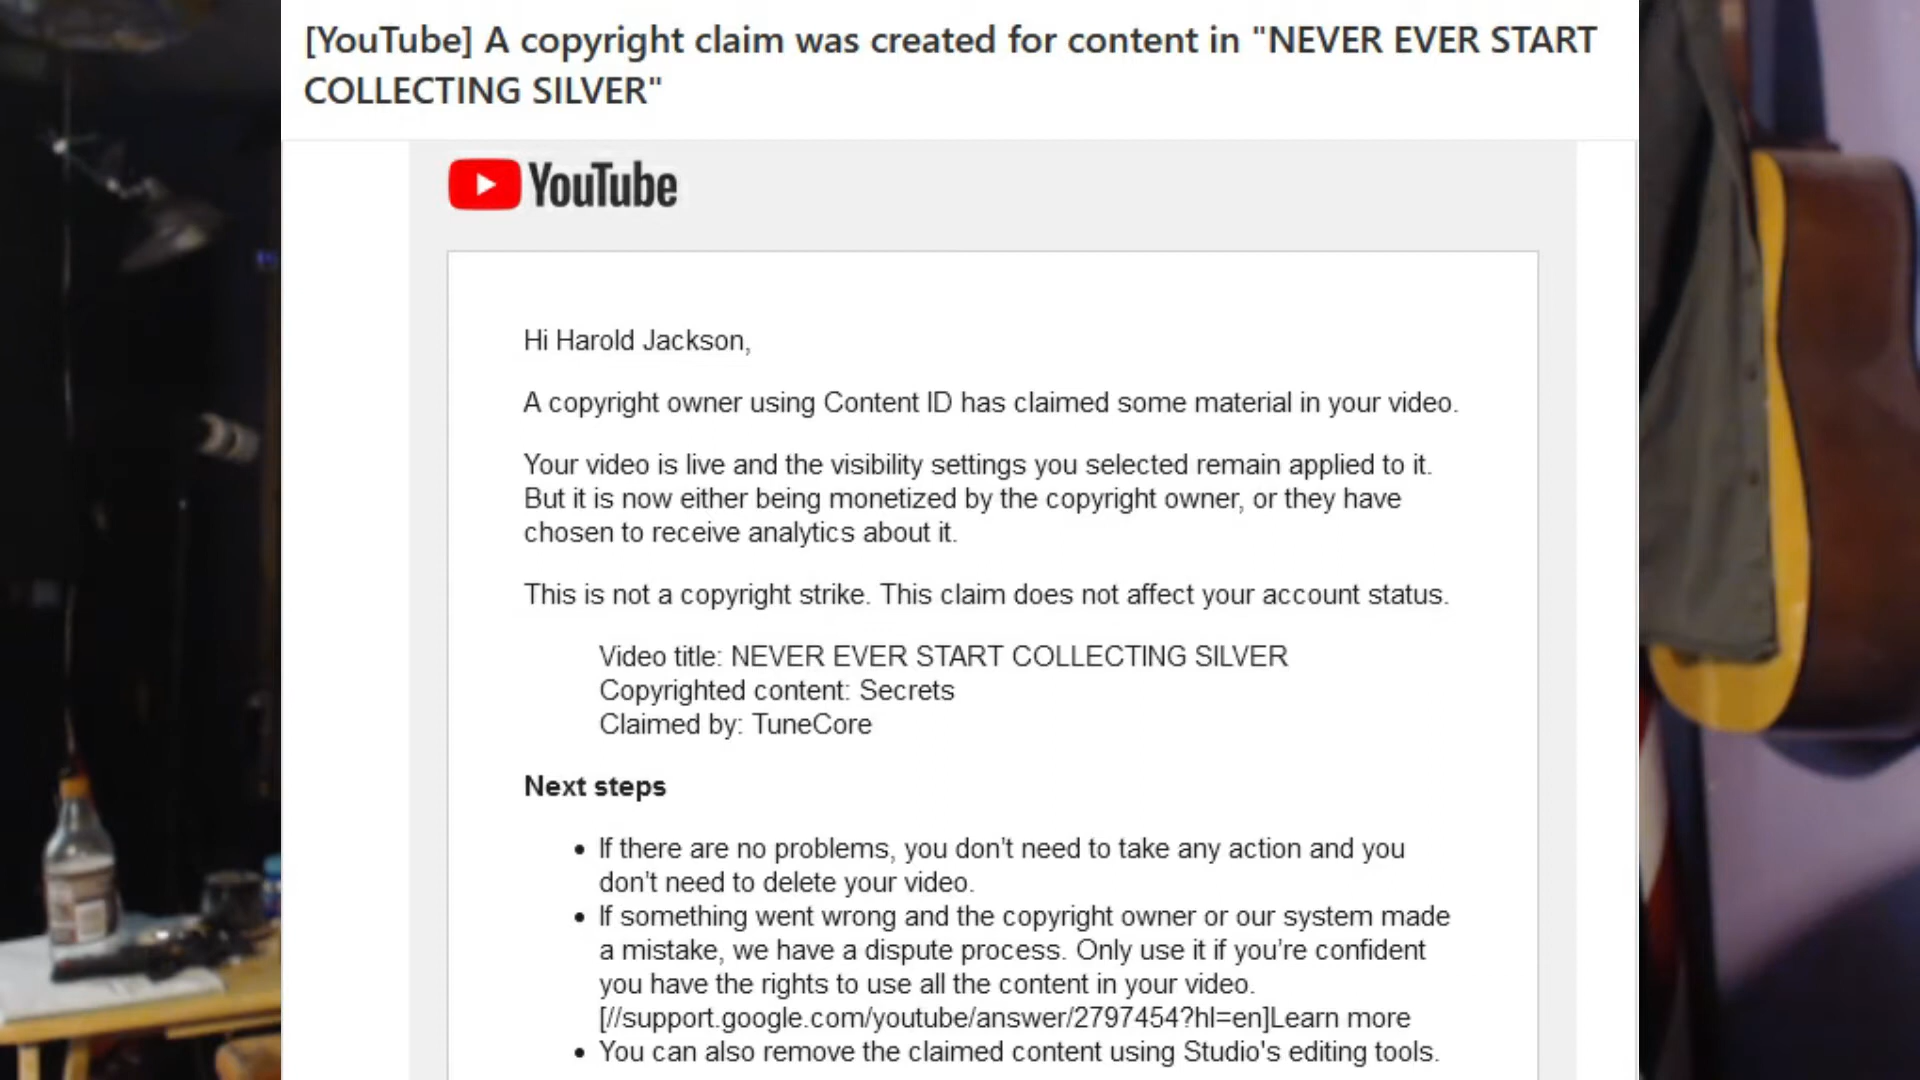 [YouTube] A copyright claim was created for content in "NEVER EVER START
COLLECTING SILVER"
YouTube
Hi Harold Jackson,
A copyright owner using Content ID has claimed some material in your video.
Your video is live and the visibility settings you selected remain applied to it.
But it is now either being monetized by the copyright owner, or they have
chosen to receive analytics about it.
This is not a copyright strike. This claim does not affect your account status.
Video title: NEVER EVER START COLLECTING SILVER
Copyrighted content: Secrets
Claimed by: TuneCore
Next steps
• If there are no problems, you don't need to take any action and you
don't need to delete your video.
• If something went wrong and the copyright owner or our system made
a mistake, we have a dispute process. Only use it if you’re confident
you have the rights to use all the content in your video.
[//support.google.com/youtube/answer/2797454?hl=en]Learn more
• You can also remove the claimed content using Studio's editing tools.